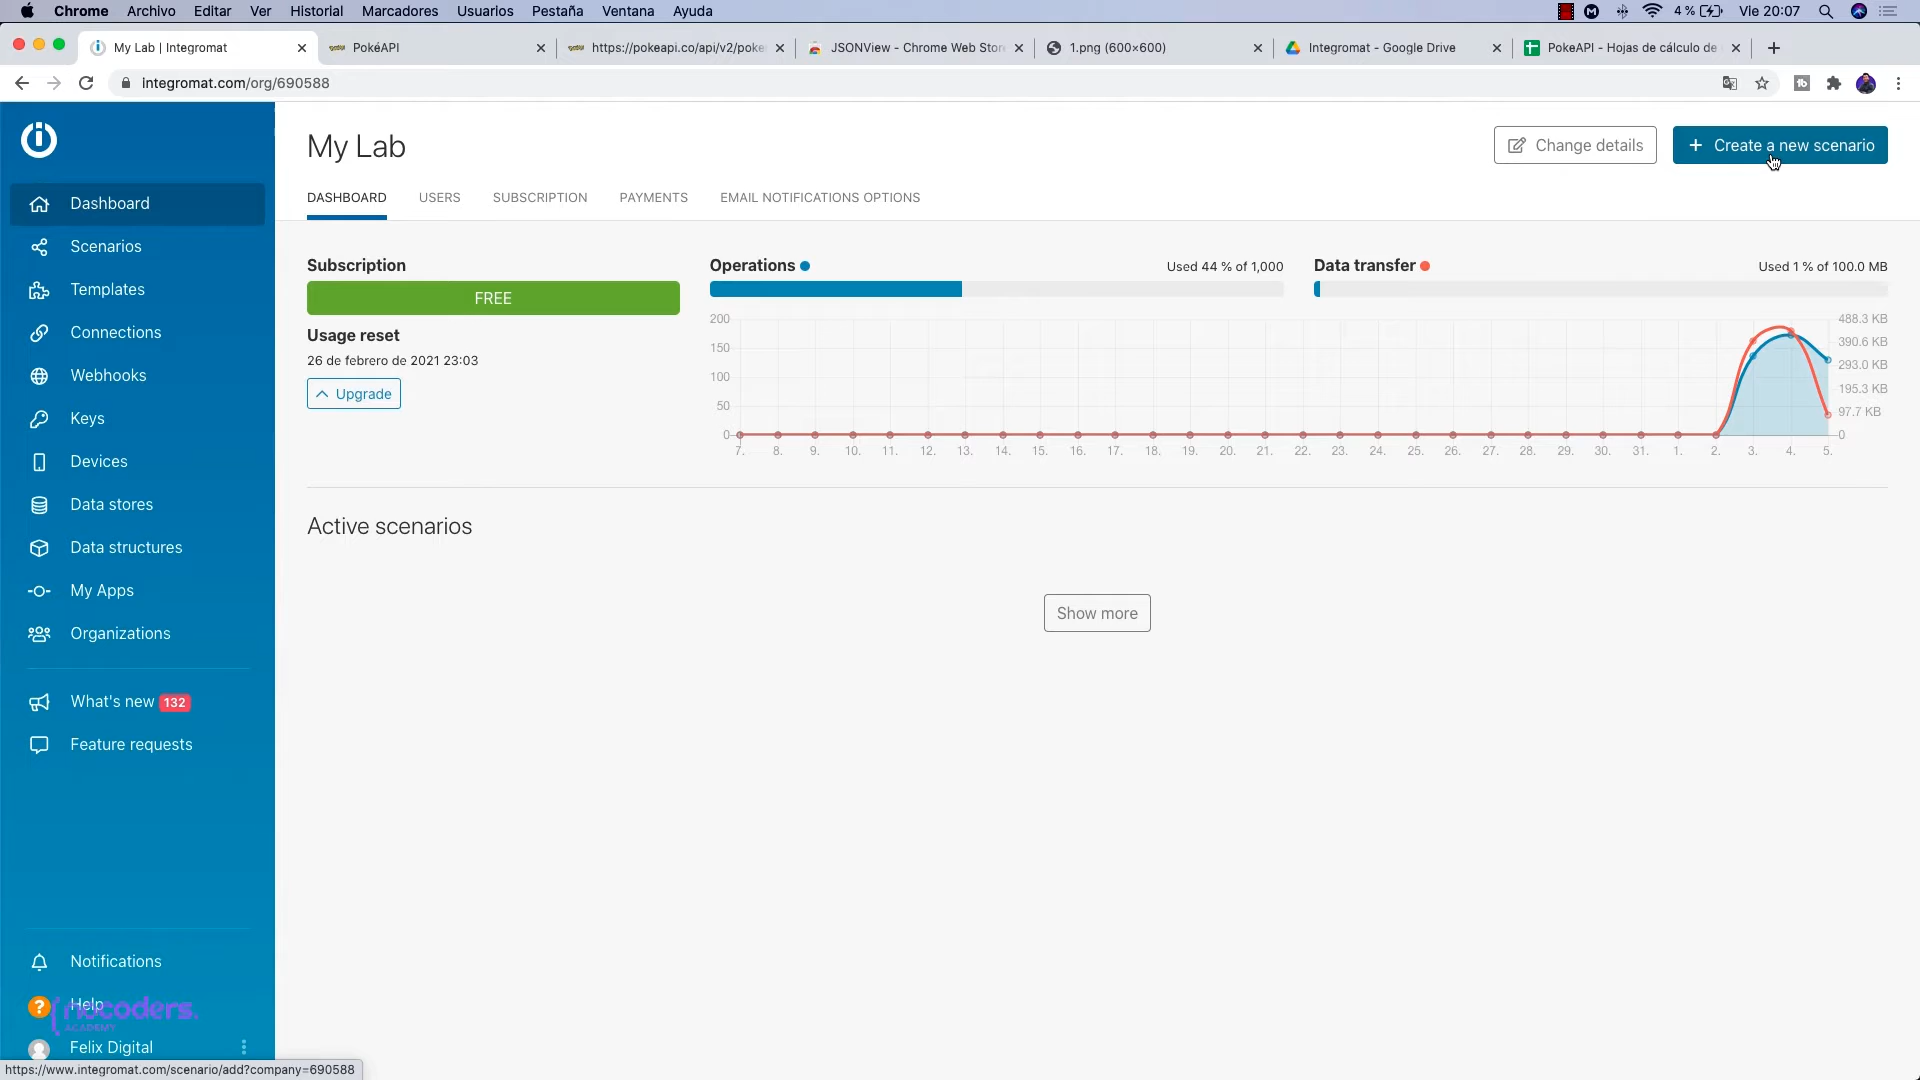 Chrome Archivo Editar Ver Historial Marcadores Usuarios Pestaña Ventana Ayuda
4 % Vie 20:07
My Lab | Integromat
PokéAPI
https://pokeapi.co/api/v2/poke
JSONView - Chrome Web Stor
1.png (600×600)
Integromat - Google Drive
PokeAPI - Hojas de cálculo de
integromat.com/org/690588
My Lab
Change details
+ Create a new scenario
DASHBOARD USERS SUBSCRIPTION PAYMENTS EMAIL NOTIFICATIONS OPTIONS
Dashboard
Scenarios
Templates
Connections
Webhooks
Keys
Devices
Data stores
Data structures
My Apps
Organizations
What's new 132
Feature requests
Notifications
Help
nocoders.
ACADEMY
Felix Digital
Subscription
FREE
Usage reset
26 de febrero de 2021 23:03
Upgrade
Operations
Used 44 % of 1,000
Data transfer
Used 1 % of 100.0 MB
200
150
100
50
0
488.3 KB
390.6 KB
293.0 KB
195.3 KB
97.7 KB
0
7. 8. 9. 10. 11. 12. 13. 14. 15. 16. 17. 18. 19. 20. 21. 22. 23. 24. 25. 26. 27. 28. 29. 30. 31. 1. 2. 3. 4. 5.
Active scenarios
Show more
https://www.integromat.com/scenario/add?company=690588